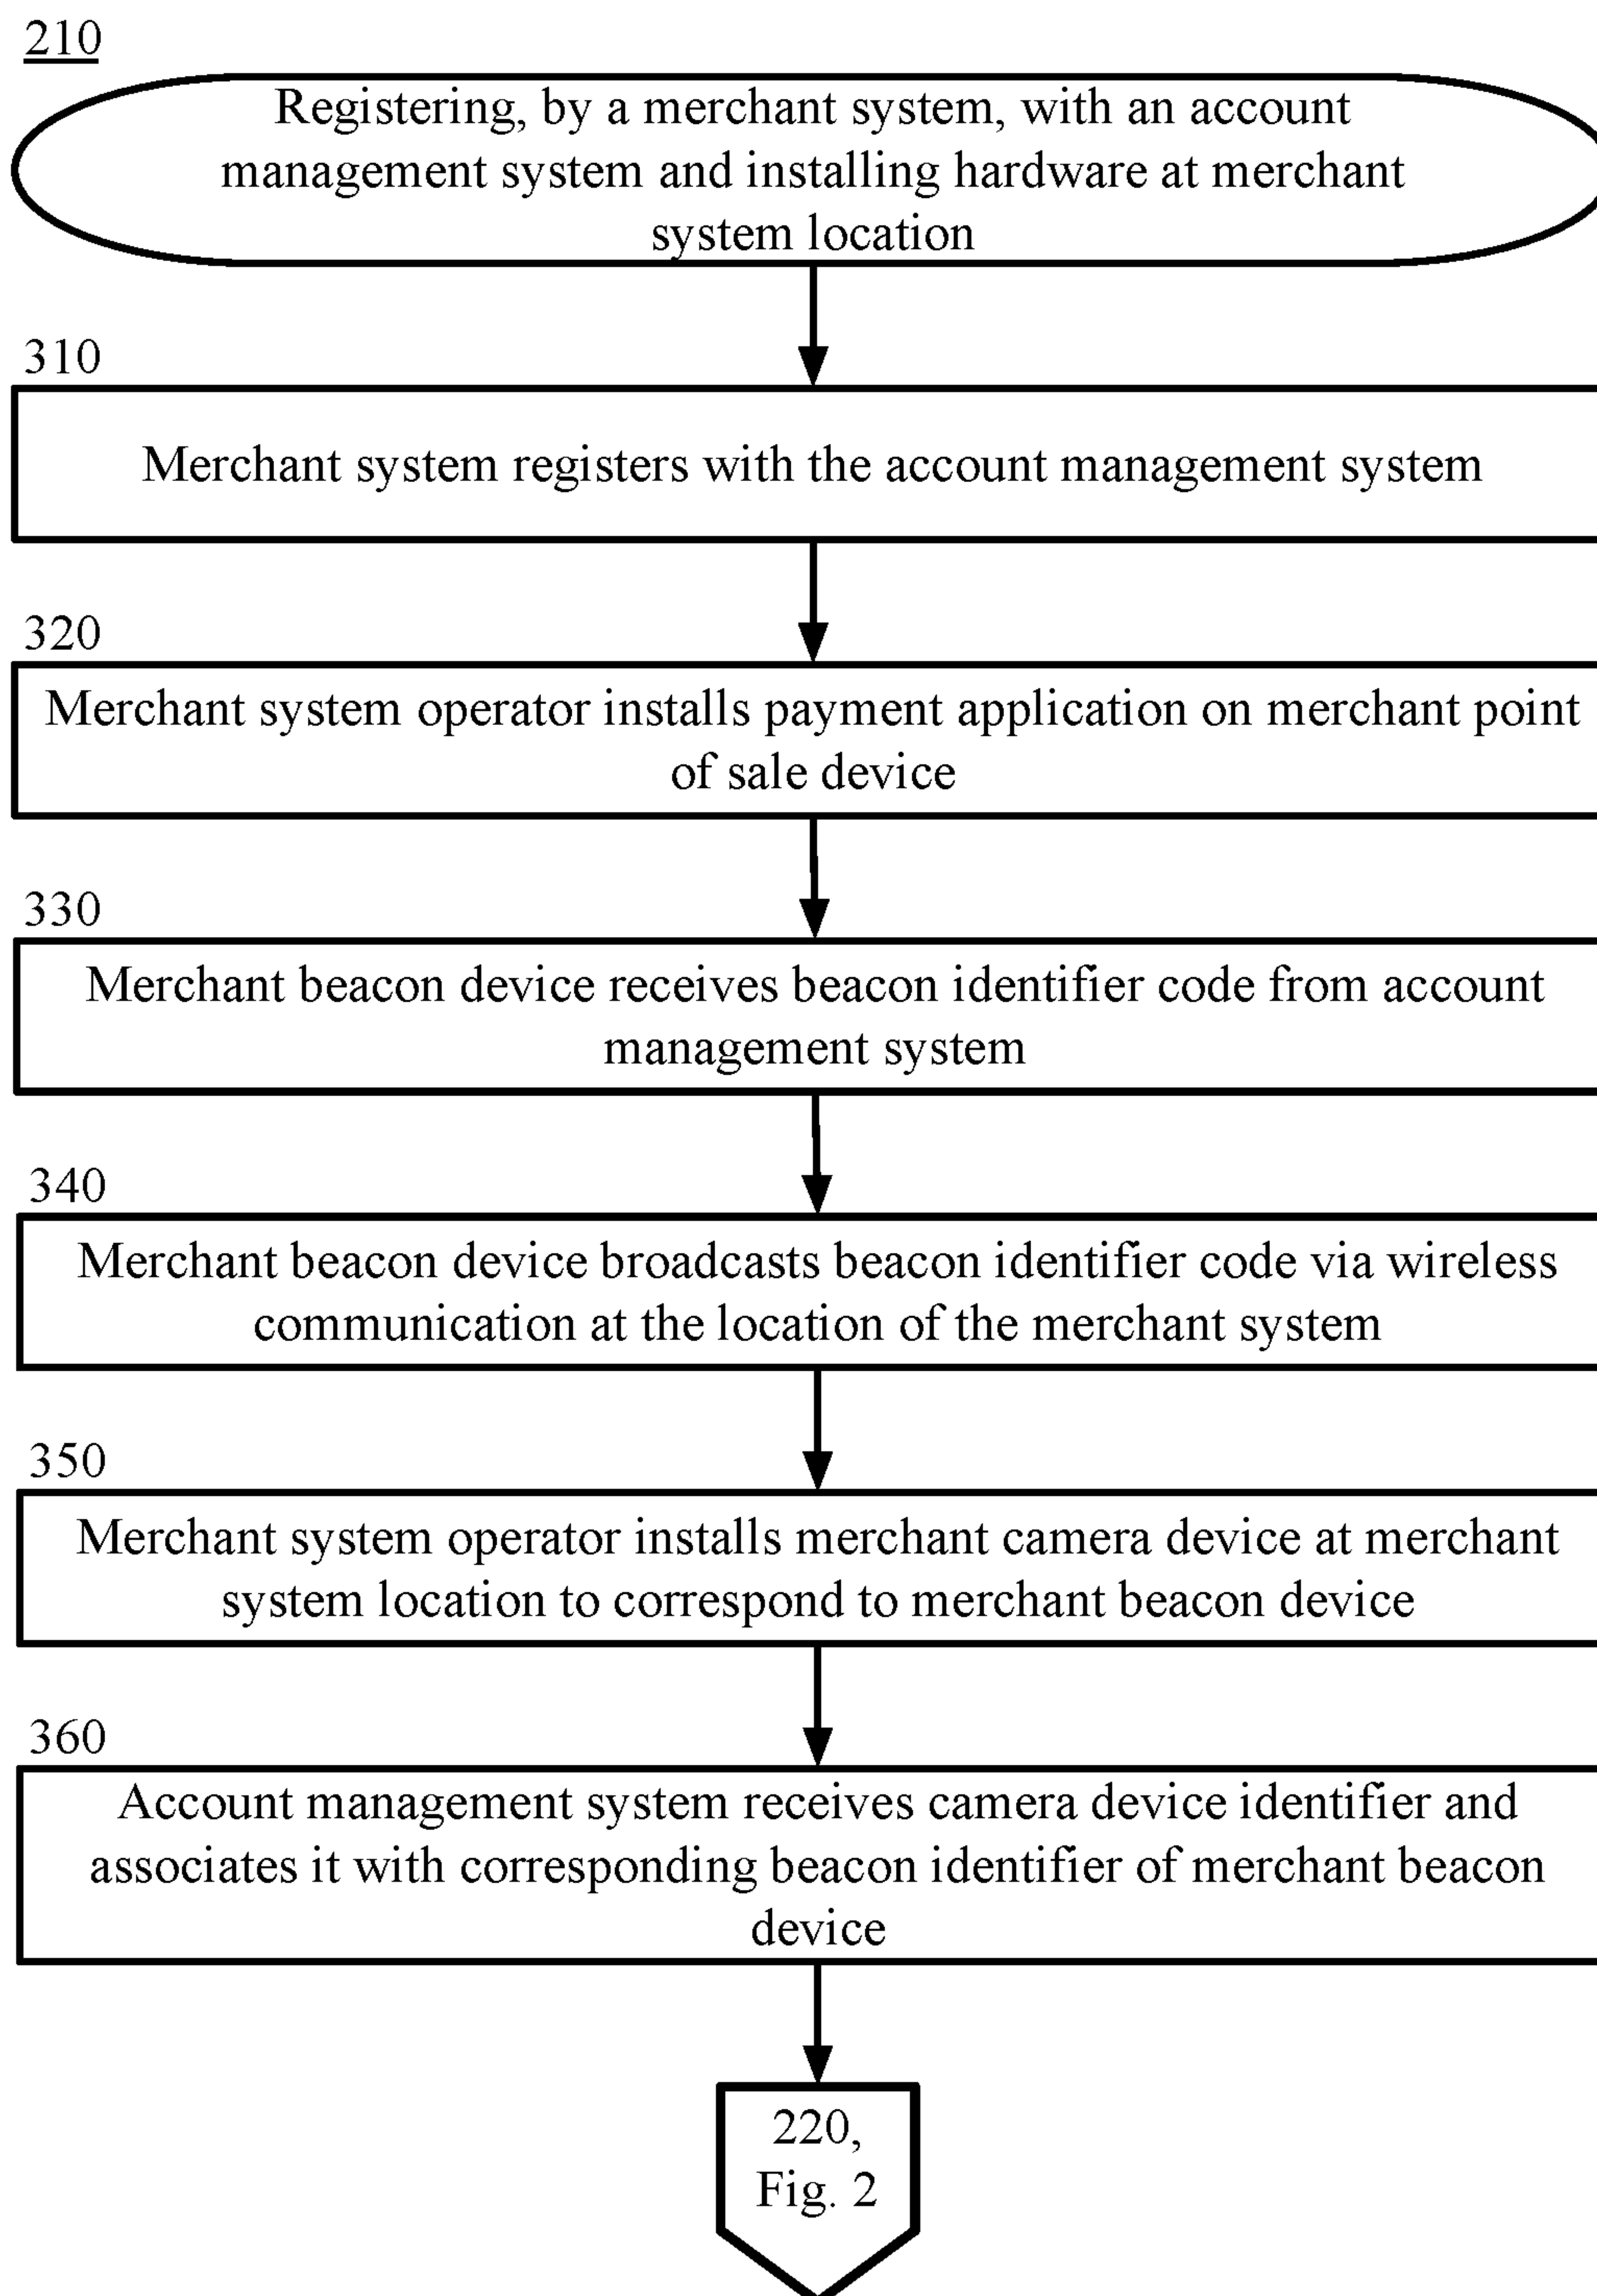 210
Registering, by a merchant system, with an account
management system and installing hardware at merchant
system location
310
Merchant system registers with the account management system
320
Merchant system operator installs payment application on merchant point
of sale device
330
Merchant beacon device receives beacon identifier code from account
management system
340
Merchant beacon device broadcasts beacon identifier code via wireless
communication at the location of the merchant system
350
Merchant system operator installs merchant camera device at merchant
system location to correspond to merchant beacon device
360
Account management system receives camera device identifier and
associates it with corresponding beacon identifier of merchant beacon
device
220,
Fig. 2